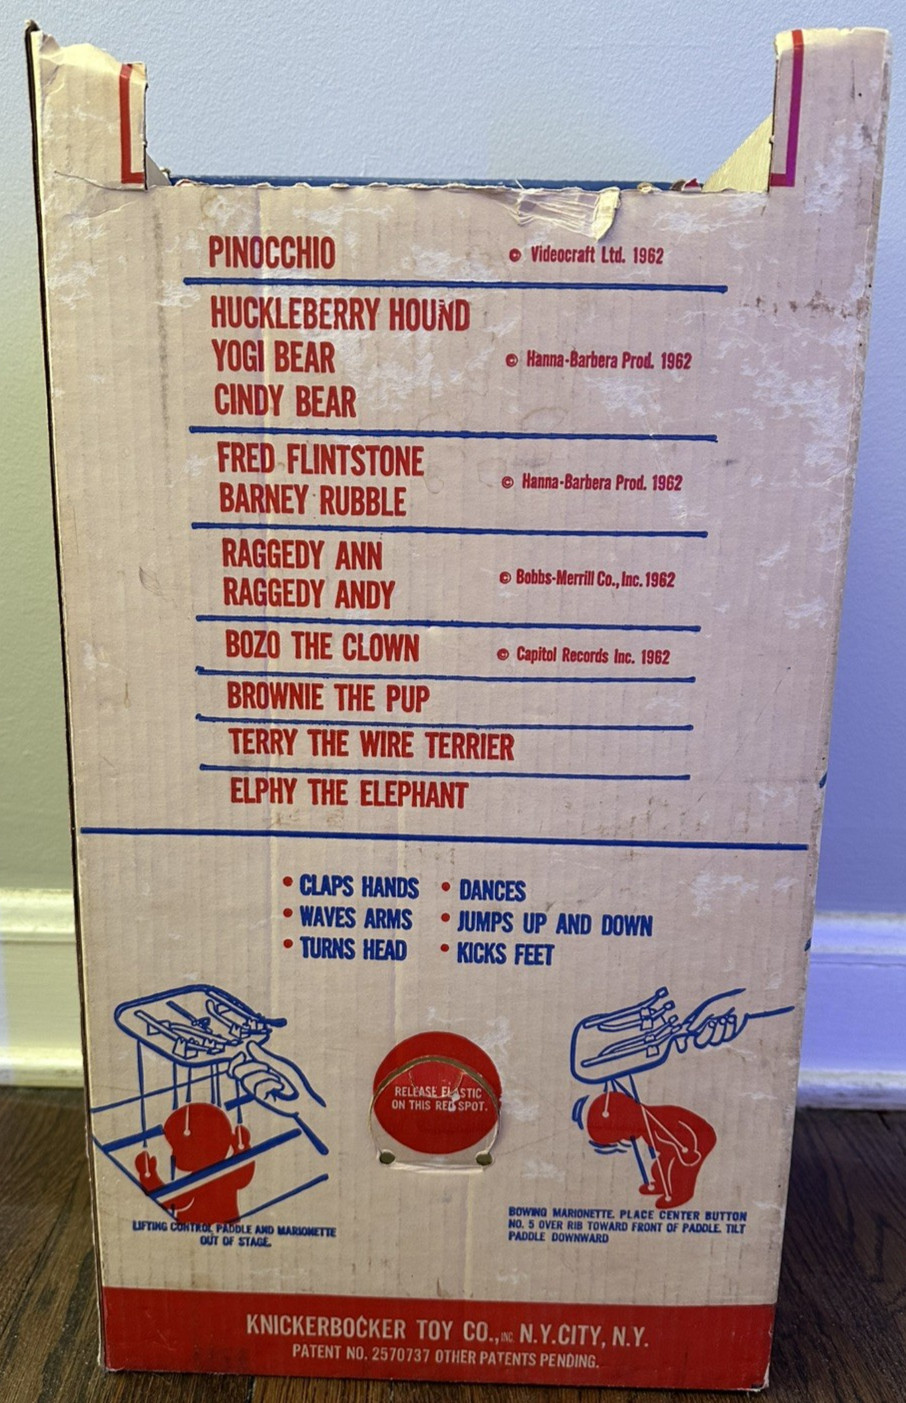 PINOCCHIO © Videocraft Ltd. 1962
HUCKLEBERRY HOUND
YOGI BEAR © Hanna-Barbera Prod. 1962
CINDY BEAR
FRED FLINTSTONE
© Hanna-Barbera Prod. 1962
BARNEY RUBBLE
RAGGEDY ANN
© Bobbs-Merrill Co., Inc. 1962
RAGGEDY ANDY
BOZO THE CLOWN © Capitol Records Inc. 1962
BROWNIE THE PUP
TERRY THE WIRE TERRIER
ELPHY THE ELEPHANT
• CLAPS HANDS • DANCES
• WAVES ARMS • JUMPS UP AND DOWN
• TURNS HEAD • KICKS FEET
RELEASE ELASTIC
ON THIS RED SPOT.
LIFTING CONTROL PADDLE AND MARIONETTE
OUT OF STAGE.
BOWING MARIONETTE. PLACE CENTER BUTTON
NO. 5 OVER RIB TOWARD FRONT OF PADDLE. TILT
PADDLE DOWNWARD
KNICKERBOCKER TOY CO., INC. N.Y. CITY, N.Y.
PATENT NO. 2570737 OTHER PATENTS PENDING.